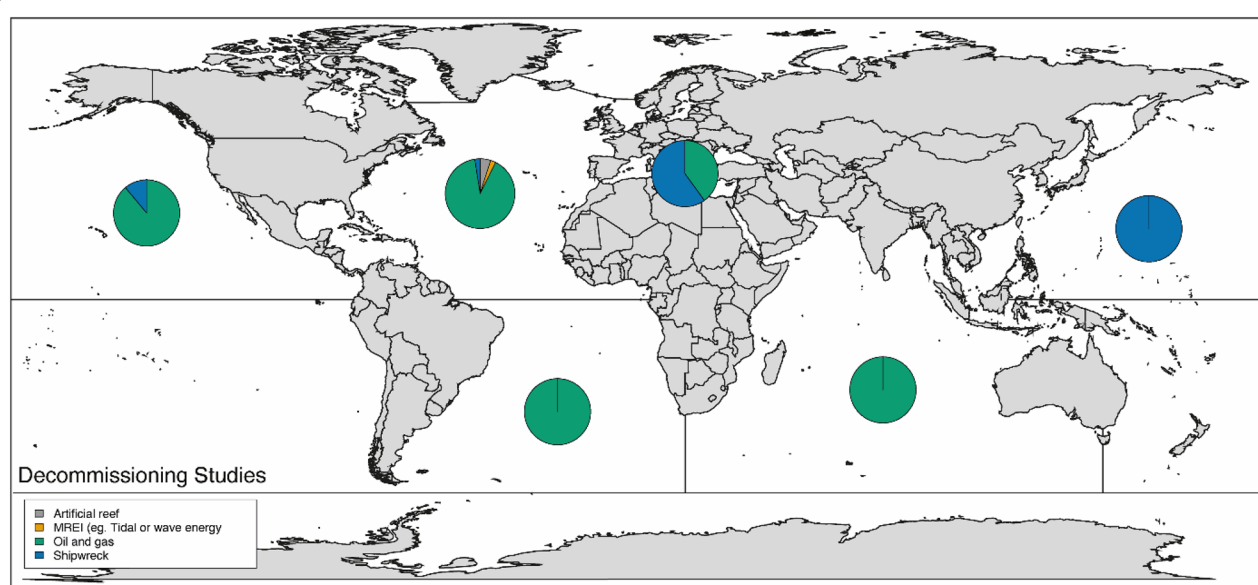 Decommissioning Studies
Artificial reef
MREI (eg. Tidal or wave energy
Oil and gas
Shipwreck